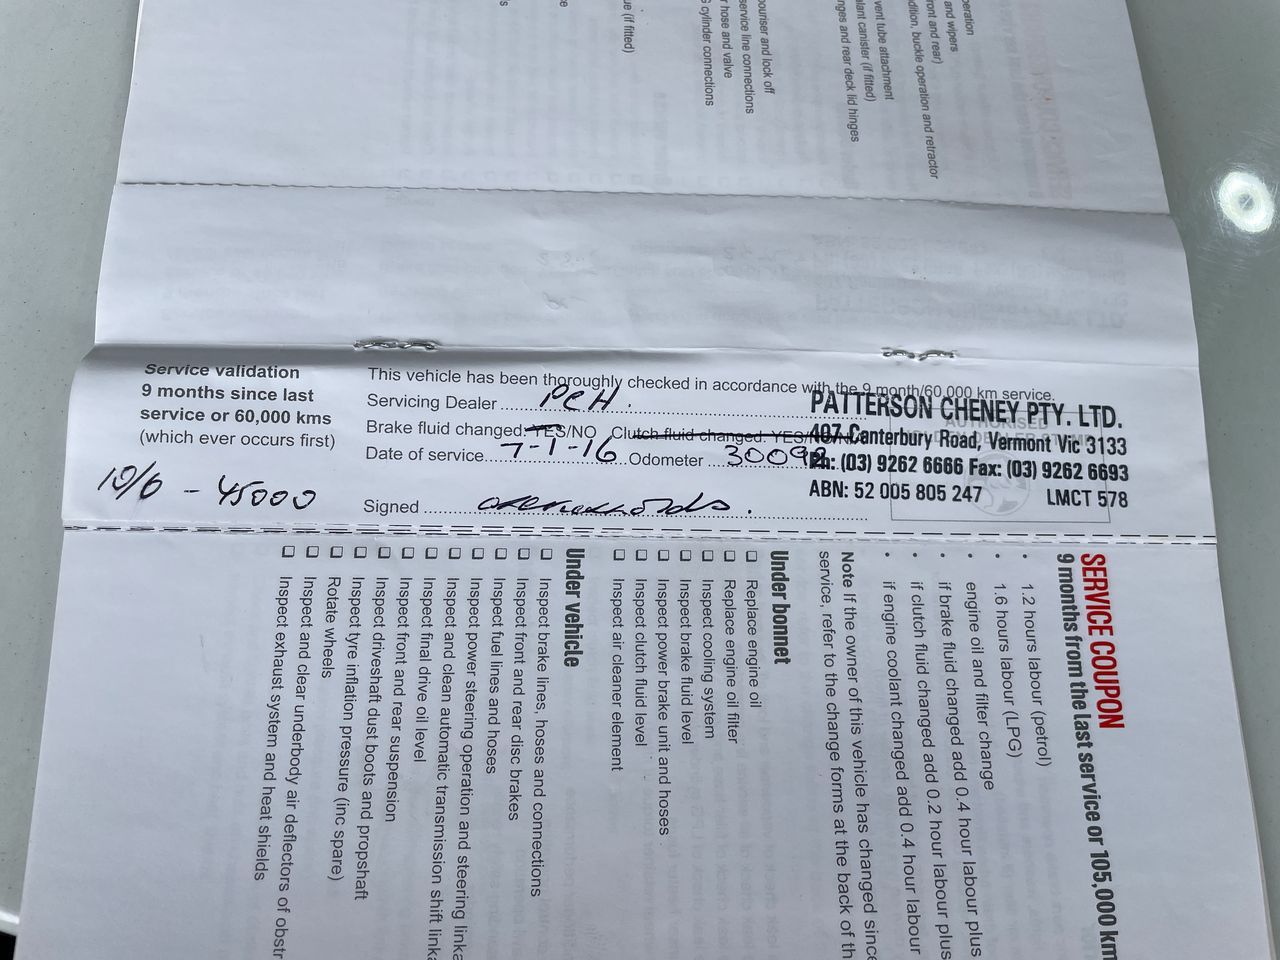 peration
and wipers
ront and rear)
dition, buckle operation and retractor
vent tube attachment
lant canister (if fitted)
nges and rear deck lid hinges
pouriser and lock off
service line connections
r hose and valve
G cylinder connections
ue (if fitted)
Service validation
9 months since last
service or 60,000 kms
(which ever occurs first)
10/6 - 45000
This vehicle has been thoroughly checked in accordance with the 9 month/60 000 km service.
Servicing Dealer PCH.
Brake fluid changed: YES/NO Clutch fluid changed: YES/NO
Date of service 7-1-16 Odometer 30092
Signed
AUTHORISED
PATTERSON CHENEY PTY. LTD.
407 Canterbury Road, Vermont Vic 3133
Ph: (03) 9262 6666 Fax: (03) 9262 6693
ABN: 52 005 805 247 LMCT 578
SERVICE COUPON
9 months from the last service or 105,000 km
• 1.2 hours labour (petrol)
• 1.6 hours labour (LPG)
engine oil and filter change
• if brake fluid changed add 0.4 hour labour plus
• if clutch fluid changed add 0.2 hour labour plus
• if engine coolant changed add 0.4 hour labour
Note If the owner of this vehicle has changed since
service, refer to the change forms at the back of th
Under bonnet
☐ Replace engine oil
☐ Replace engine oil filter
☐ Inspect cooling system
☐ Inspect brake fluid level
☐ Inspect power brake unit and hoses
☐ Inspect clutch fluid level
☐ Inspect air cleaner element
Under vehicle
☐ Inspect brake lines, hoses and connections
☐ Inspect front and rear disc brakes
☐ Inspect fuel lines and hoses
☐ Inspect power steering operation and steering linka
☐ Inspect and clean automatic transmission shift linka
☐ Inspect final drive oil level
☐ Inspect front and rear suspension
☐ Inspect driveshaft dust boots and propshaft
☐ Inspect tyre inflation pressure (inc spare)
☐ Rotate wheels
☐ Inspect and clear underbody air deflectors of obstr
☐ Inspect exhaust system and heat shields